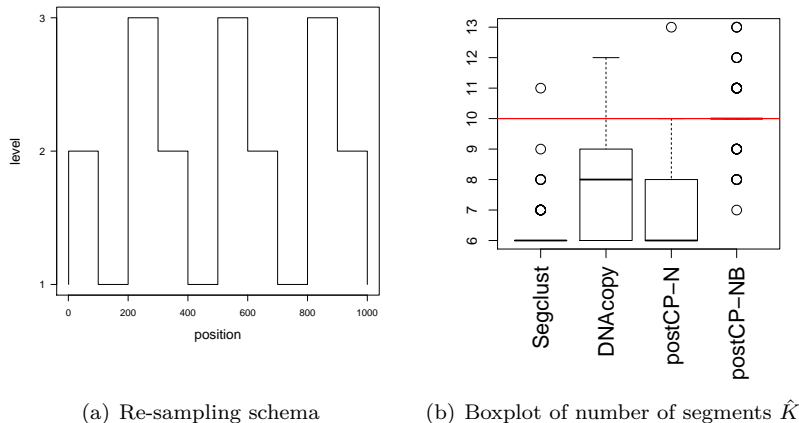 3
2
1
level
0
200
400
600
800
1000
position
13
12
11
10
9
8
7
6
Segclust
DNAcopy
postCP−N
postCP−NB
(a) Re-sampling schema
(b) Boxplot of number of segments K̂